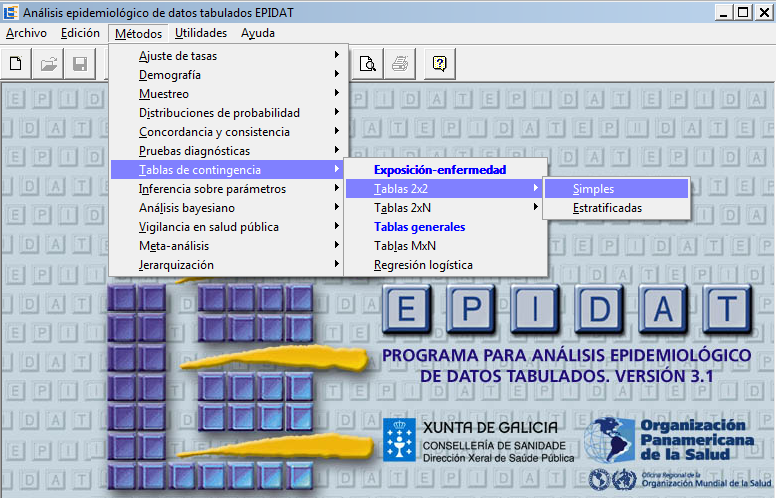 Análisis epidemiológico de datos tabulados EPIDAT
Archivo Edición Métodos Utilidades Ayuda
Ajuste de tasas
Demografía
Muestreo
Distribuciones de probabilidad
Concordancia y consistencia
Pruebas diagnósticas
Tablas de contingencia
Inferencia sobre parámetros
Análisis bayesiano
Vigilancia en salud pública
Meta-análisis
Jerarquización
Exposición-enfermedad
Tablas 2x2
Tablas 2xN
Tablas generales
Tablas MxN
Regresión logística
Simples
Estratificadas
EPIDAT
PROGRAMA PARA ANÁLISIS EPIDEMIOLÓGICO
DE DATOS TABULADOS. VERSIÓN 3.1
XUNTA DE GALICIA
CONSELLERÍA DE SANIDADE
Dirección Xeral de Saúde Pública
Organización
Panamericana
de la Salud
Oficina Regional de la
Organización Mundial de la Salud